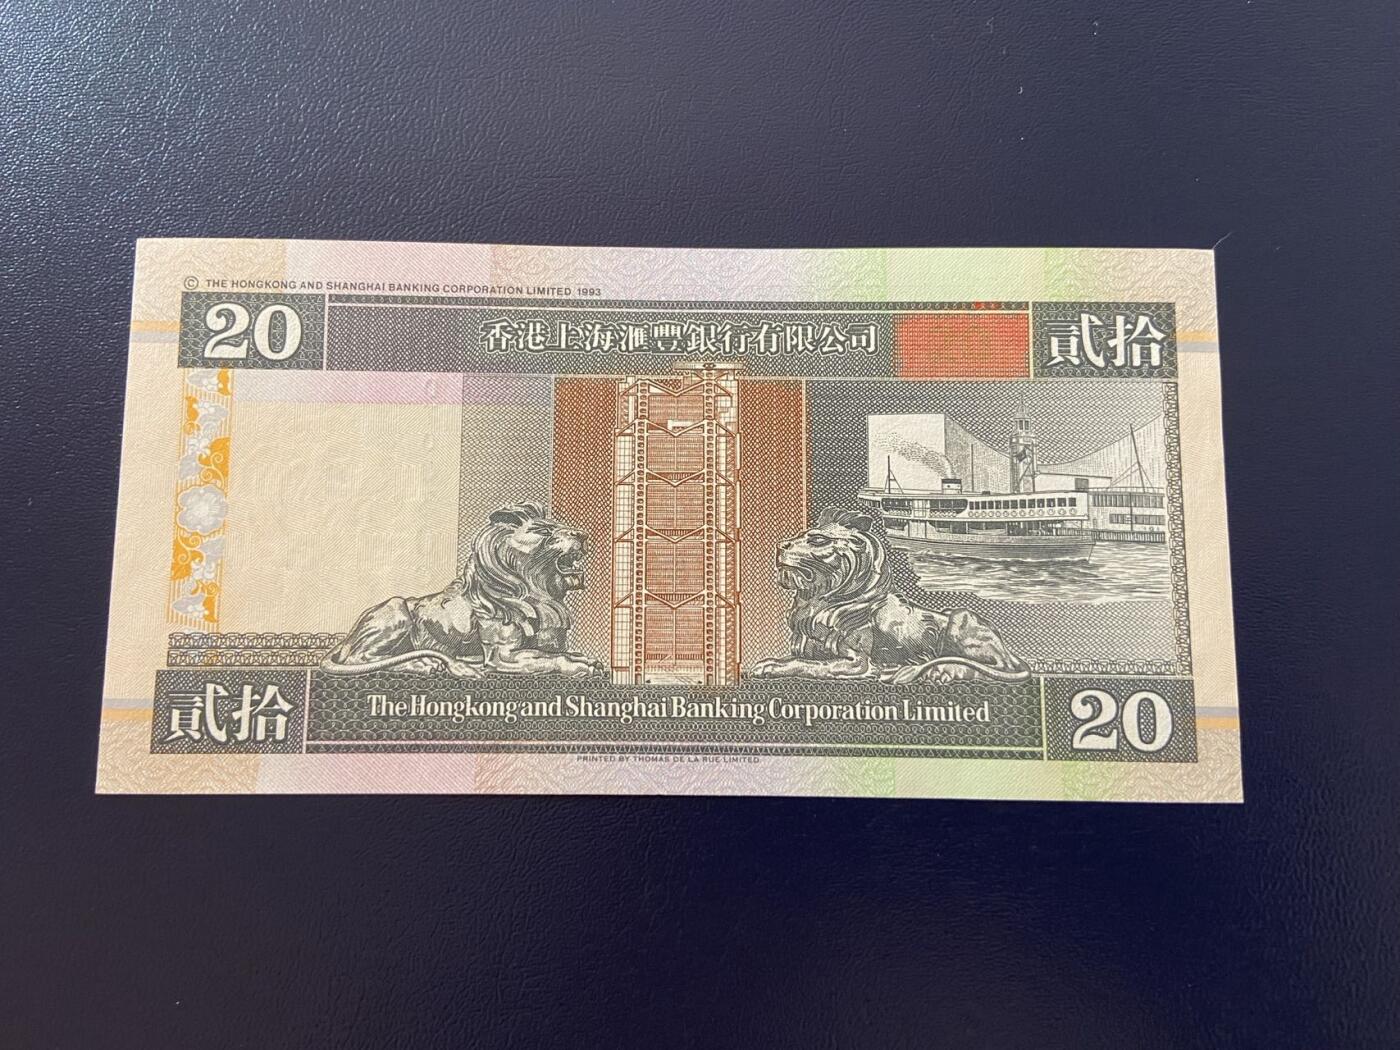 © THE HONGKONG AND SHANGHAI BANKING CORPORATION LIMITED 1993
20 香港上海滙豐銀行有限公司 貳拾
貳拾 The Hongkong and Shanghai Banking Corporation Limited 20
PRINTED BY THOMAS DE LA RUE LIMITED